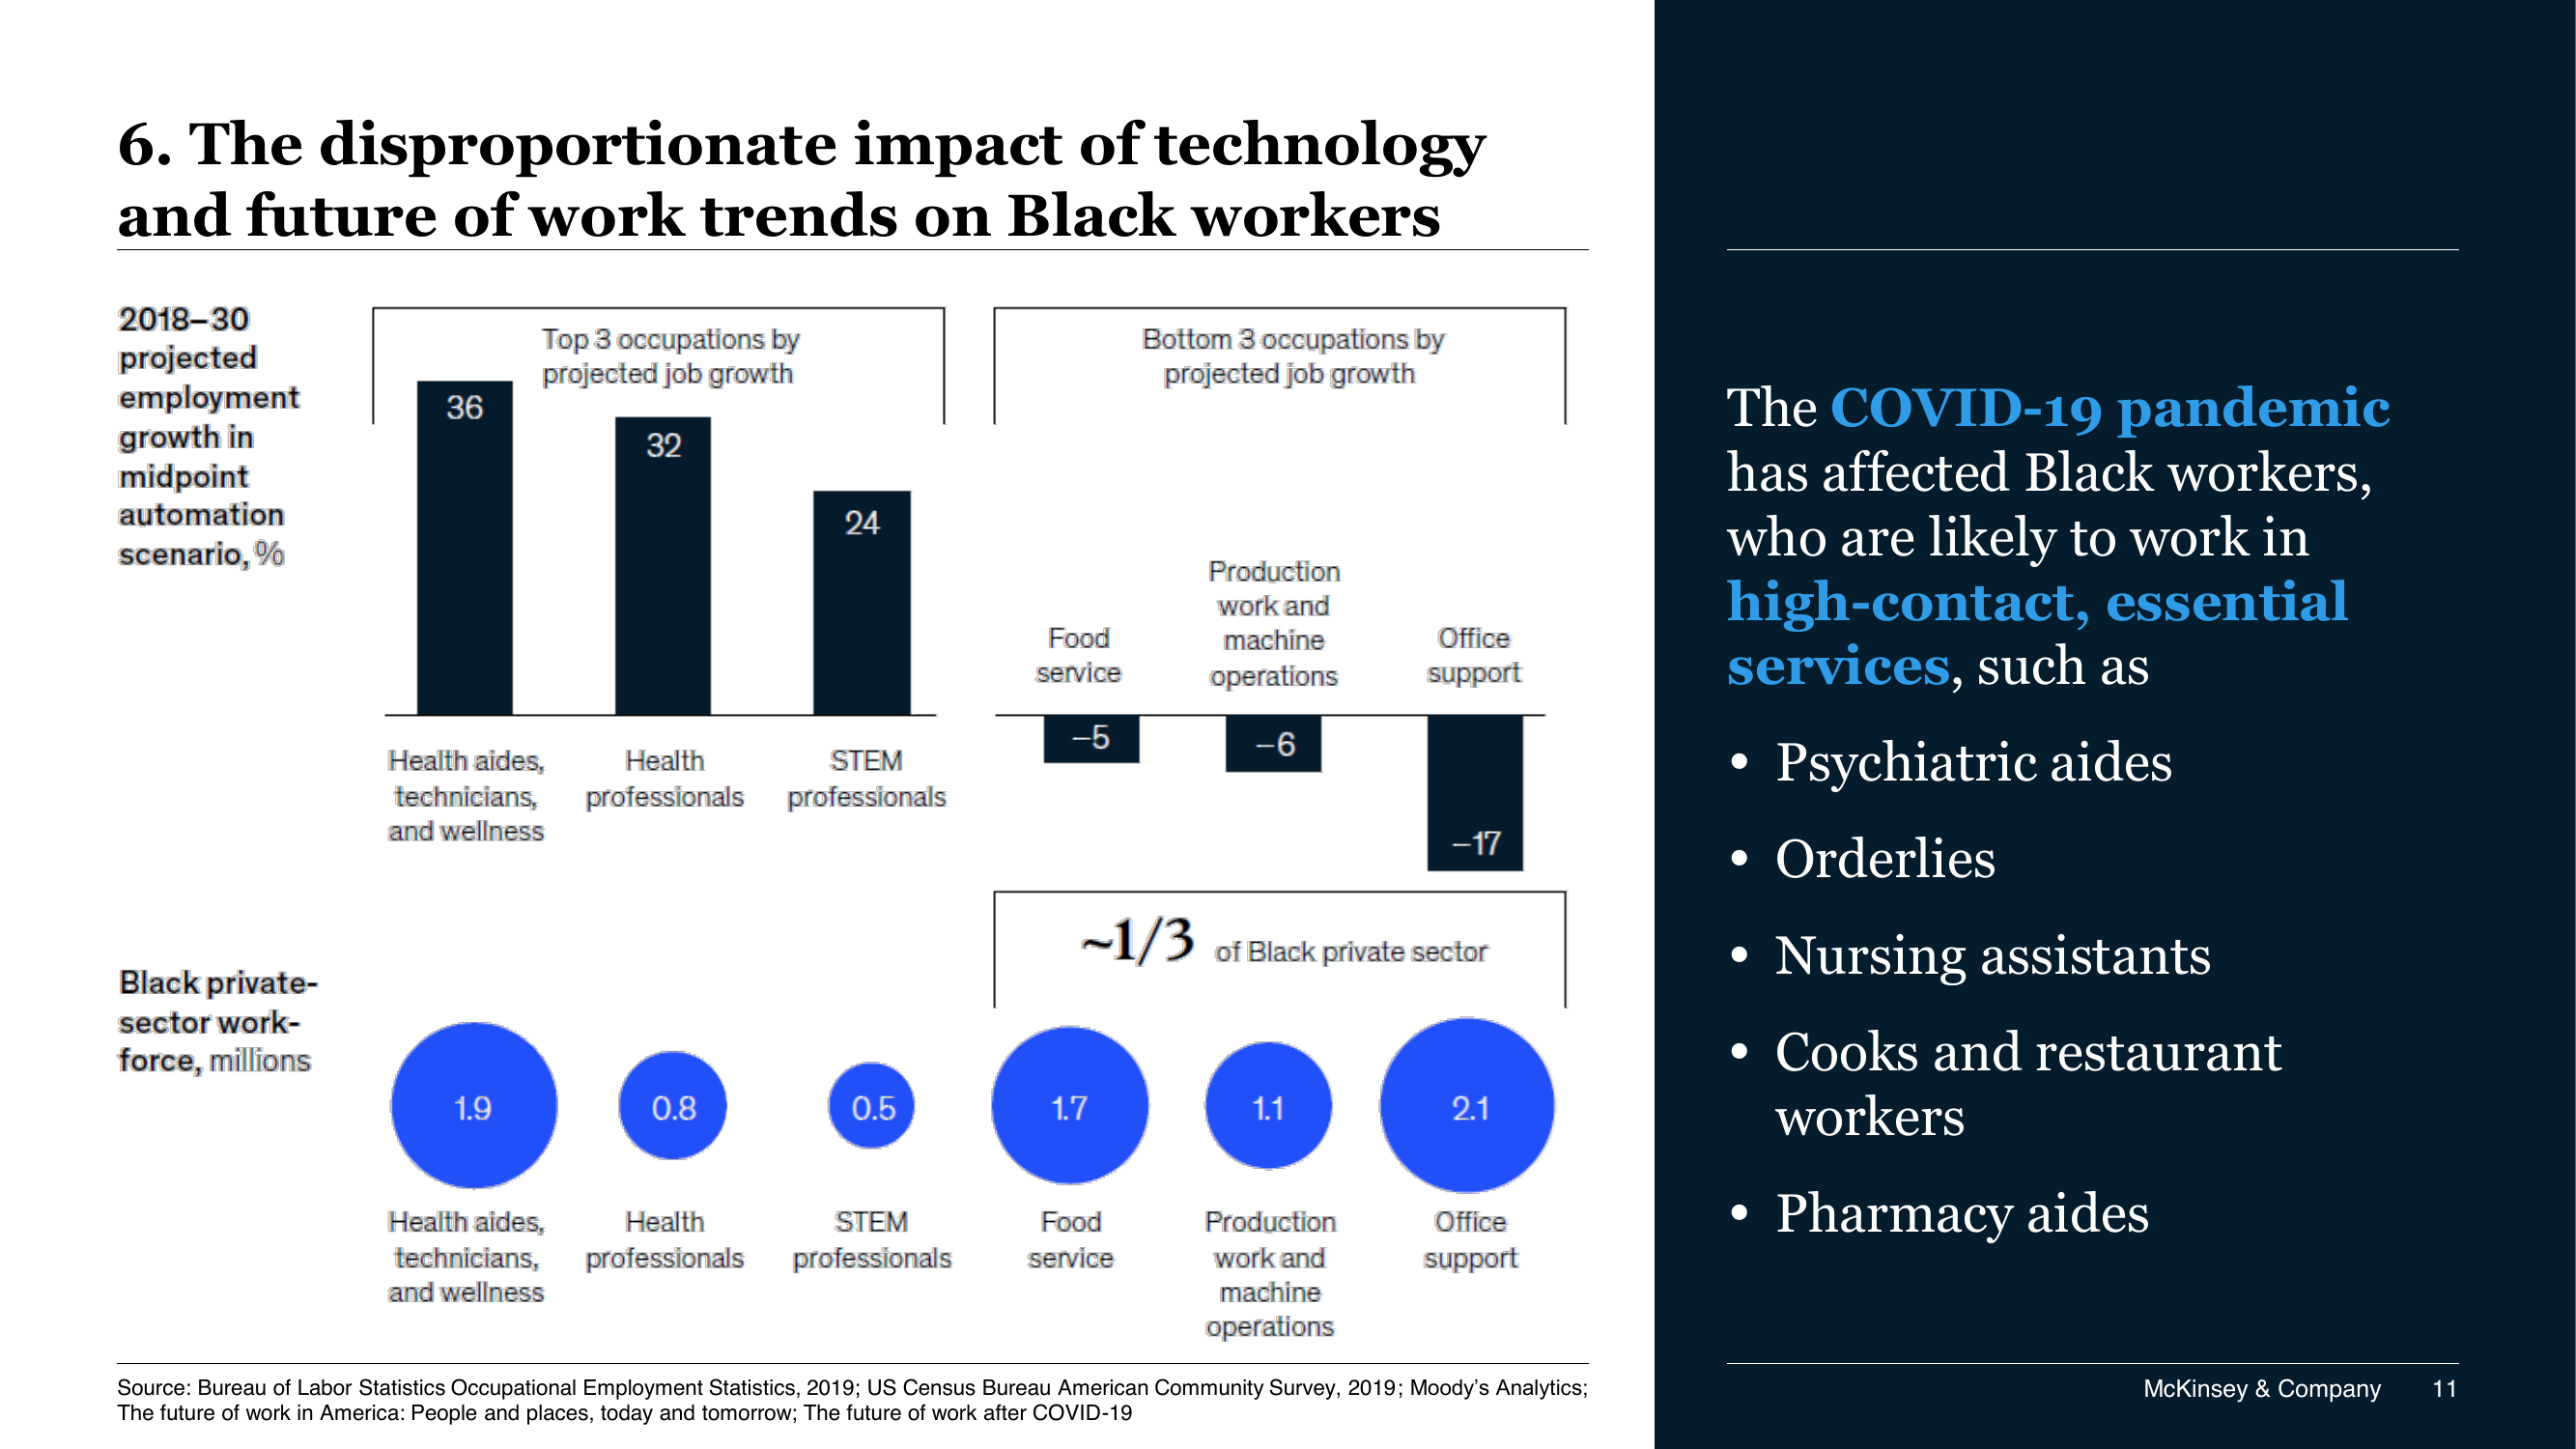 6. The disproportionate impact of technology
and future of work trends on Black workers
2018–30
projected
employment
growth in
midpoint
automation
scenario, %
Top 3 occupations by
projected job growth
36
32
24
Health aides,
technicians,
and wellness
Health
professionals
STEM
professionals
Bottom 3 occupations by
projected job growth
Food
service
Production
work and
machine
operations
Office
support
–5
–6
–17
~1/3 of Black private sector
Black private-
sector work-
force, millions
1.9
0.8
0.5
1.7
1.1
2.1
Health aides,
technicians,
and wellness
Health
professionals
STEM
professionals
Food
service
Production
work and
machine
operations
Office
support
Source: Bureau of Labor Statistics Occupational Employment Statistics, 2019; US Census Bureau American Community Survey, 2019; Moody’s Analytics;
The future of work in America: People and places, today and tomorrow; The future of work after COVID-19
The COVID-19 pandemic
has affected Black workers,
who are likely to work in
high-contact, essential
services, such as
• Psychiatric aides
• Orderlies
• Nursing assistants
• Cooks and restaurant
workers
• Pharmacy aides
McKinsey & Company 11